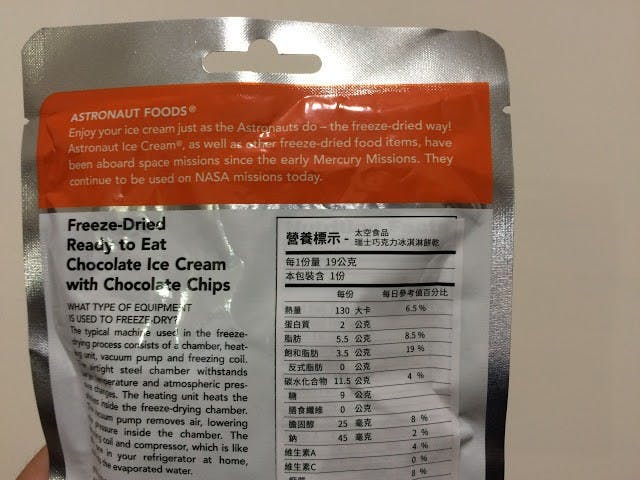 ASTRONAUT FOODS®
Enjoy your ice cream just as the Astronauts do – the freeze-dried way!
Astronaut Ice Cream®, as well as other freeze-dried food items, have
been aboard space missions since the early Mercury Missions. They
continue to be used on NASA missions today.
Freeze-Dried
Ready to Eat
Chocolate Ice Cream
with Chocolate Chips
WHAT TYPE OF EQUIPMENT
IS USED TO FREEZE-DRY?
The typical machine used in the freeze-
drying process consists of a chamber, heat-
ing unit, vacuum pump and freezing coil.
airtight steel chamber withstands
temperature and atmospheric pres-
changes. The heating unit heats the
inside the freeze-drying chamber.
pump removes air, lowering
inside the chamber. The
coil and compressor, which is like
in your refrigerator at home,
the evaporated water.
營養標示 - 太空食品
瑞士巧克力冰淇淋餅乾
每1份量 19公克
本包裝含 1份
每份 每日參考值百分比
熱量 130 大卡 6.5 %
蛋白質 2 公克
脂肪 5.5 公克 8.5 %
飽和脂肪 3.5 公克 19 %
反式脂肪 0 公克
碳水化合物 11.5 公克 4 %
糖 9 公克
膳食纖維 0 公克
膽固醇 25 毫克 8 %
鈉 45 毫克 2 %
維生素A 4 %
維生素C 0 %
8 %